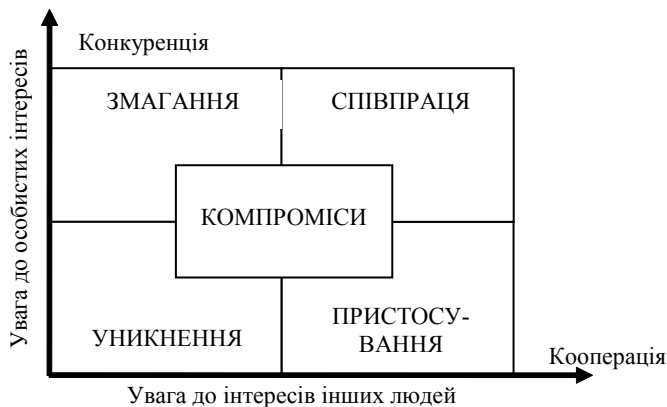 Конкуренція
ЗМАГАННЯ
СПІВПРАЦЯ
КОМПРОМІСИ
УНИКНЕННЯ
ПРИСТОСУ-
ВАННЯ
Кооперація
Увага до інтересів інших людей
Увага до особистих інтересів